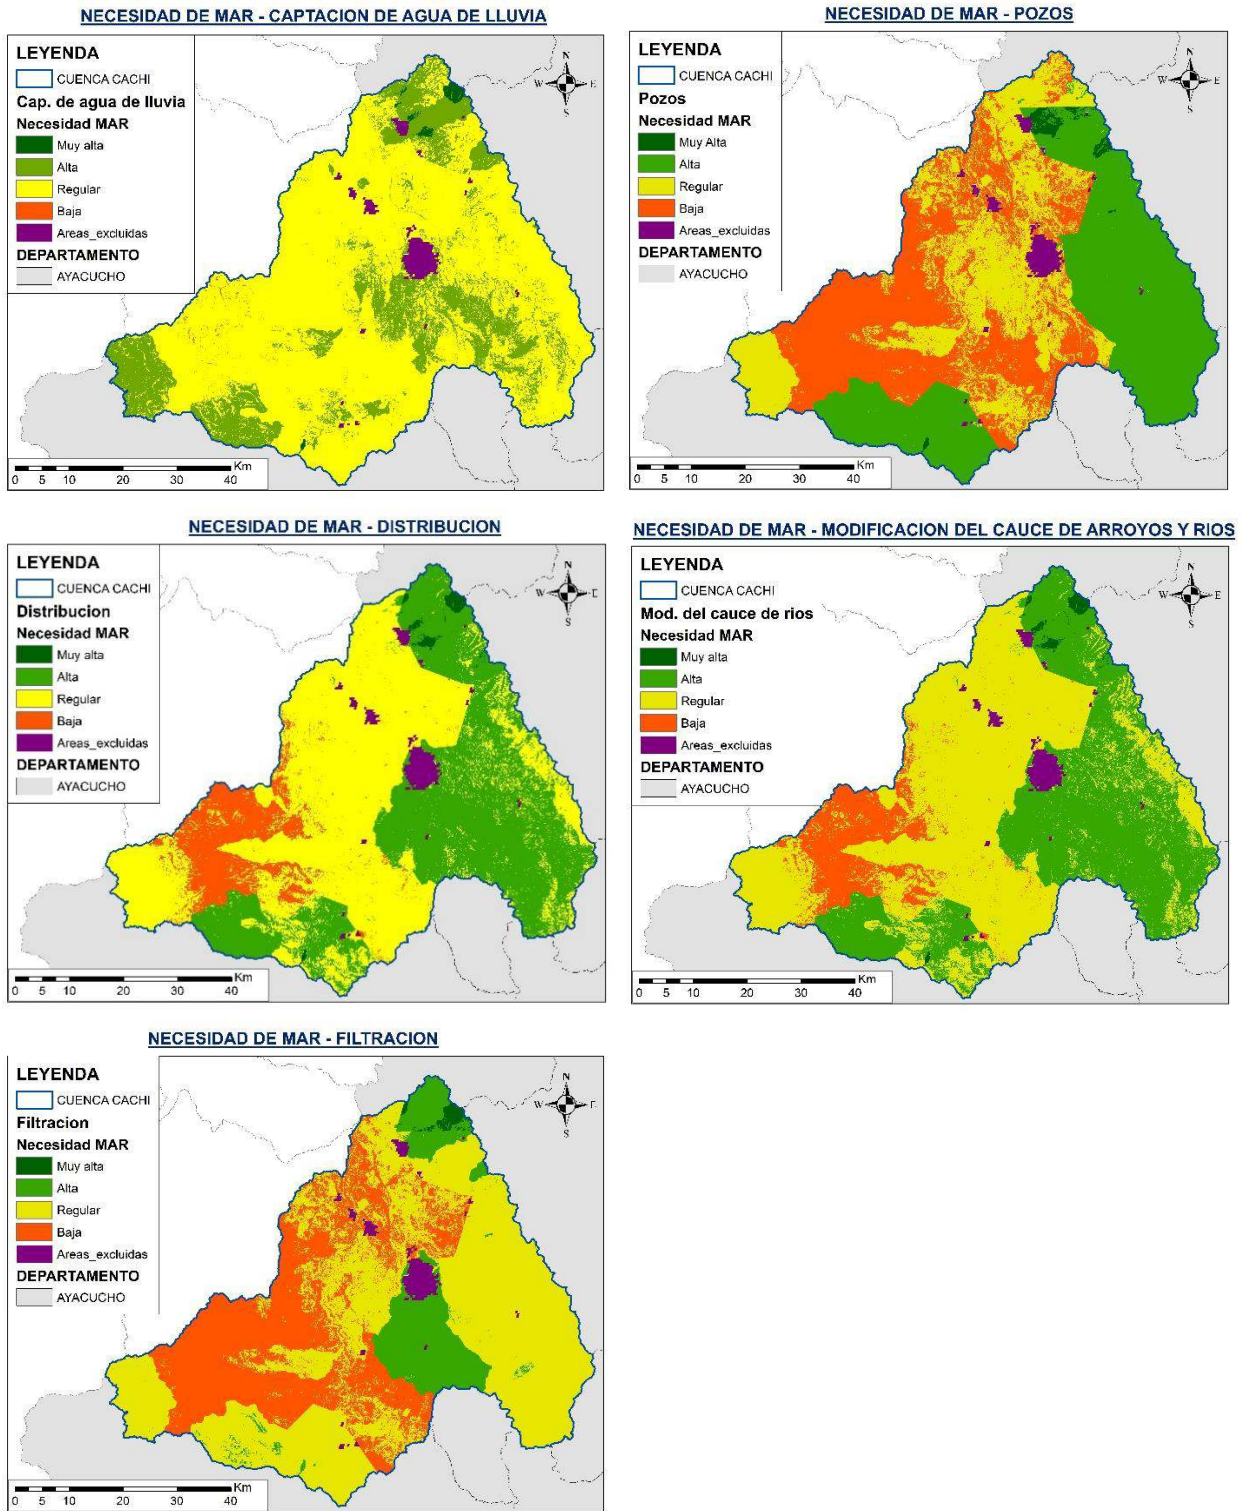 NECESIDAD DE MAR - CAPTACION DE AGUA DE LLUVIA
LEYENDA
CUENCA CACHI
Cap. de agua de lluvia
Necesidad MAR
Muy alta
Alta
Regular
Baja
Areas_excluidas
DEPARTAMENTO
AYACUCHO
N
W E
S
Km
0 5 10 20 30 40
NECESIDAD DE MAR - POZOS
LEYENDA
CUENCA CACHI
Pozos
Necesidad MAR
Muy Alta
Alta
Regular
Baja
Areas_excluidas
DEPARTAMENTO
AYACUCHO
N
W E
S
Km
0 5 10 20 30 40
NECESIDAD DE MAR - DISTRIBUCION
LEYENDA
CUENCA CACHI
Distribucion
Necesidad MAR
Muy alta
Alta
Regular
Baja
Areas_excluidas
DEPARTAMENTO
AYACUCHO
N
W E
S
Km
0 5 10 20 30 40
NECESIDAD DE MAR - MODIFICACION DEL CAUCE DE ARROYOS Y RIOS
LEYENDA
CUENCA CACHI
Mod. del cauce de rios
Necesidad MAR
Muy alta
Alta
Regular
Baja
Areas_excluidas
DEPARTAMENTO
AYACUCHO
N
W E
S
Km
0 5 10 20 30 40
NECESIDAD DE MAR - FILTRACION
LEYENDA
CUENCA CACHI
Filtracion
Necesidad MAR
Muy alta
Alta
Regular
Baja
Areas_excluidas
DEPARTAMENTO
AYACUCHO
N
W E
S
Km
0 5 10 20 30 40